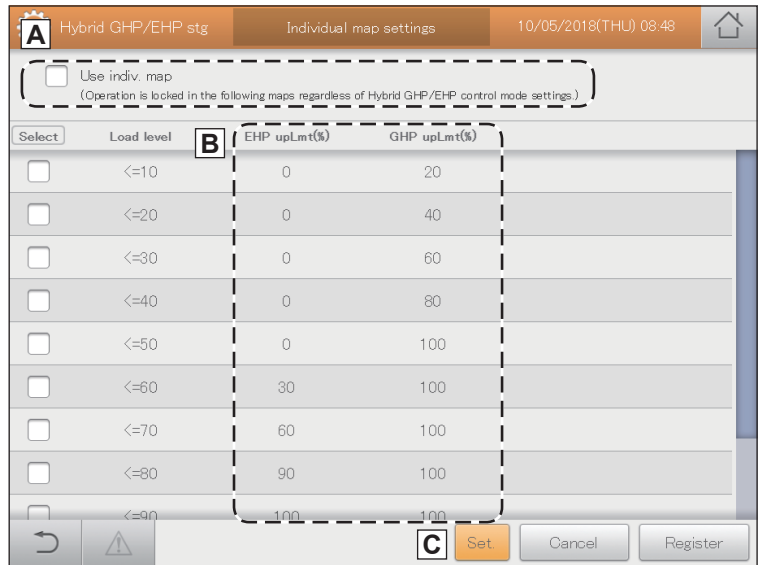 A Hybrid GHP/EHP stg Individual map settings 10/05/2018(THU) 08:48
Use indiv. map
(Operation is locked in the following maps regardless of Hybrid GHP/EHP control mode settings.)
Select Load level B EHP upLmt(%) GHP upLmt(%)
<=10 0 20
<=20 0 40
<=30 0 60
<=40 0 80
<=50 0 100
<=60 30 100
<=70 60 100
<=80 90 100
<=90 100 100
C Set. Cancel Register